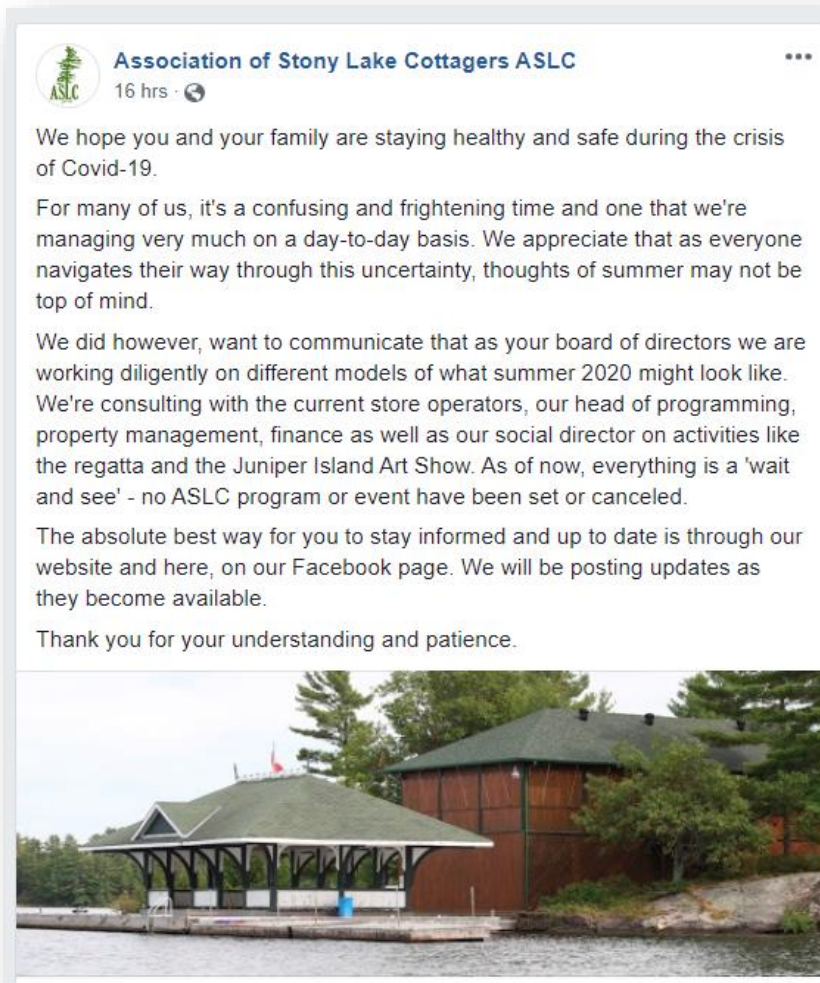 Association of Stony Lake Cottagers ASLC
ASLC
16 hrs ·
We hope you and your family are staying healthy and safe during the crisis
of Covid-19.
For many of us, it's a confusing and frightening time and one that we're
managing very much on a day-to-day basis. We appreciate that as everyone
navigates their way through this uncertainty, thoughts of summer may not be
top of mind.
We did however, want to communicate that as your board of directors we are
working diligently on different models of what summer 2020 might look like.
We're consulting with the current store operators, our head of programming,
property management, finance as well as our social director on activities like
the regatta and the Juniper Island Art Show. As of now, everything is a 'wait
and see' - no ASLC program or event have been set or canceled.
The absolute best way for you to stay informed and up to date is through our
website and here, on our Facebook page. We will be posting updates as
they become available.
Thank you for your understanding and patience.